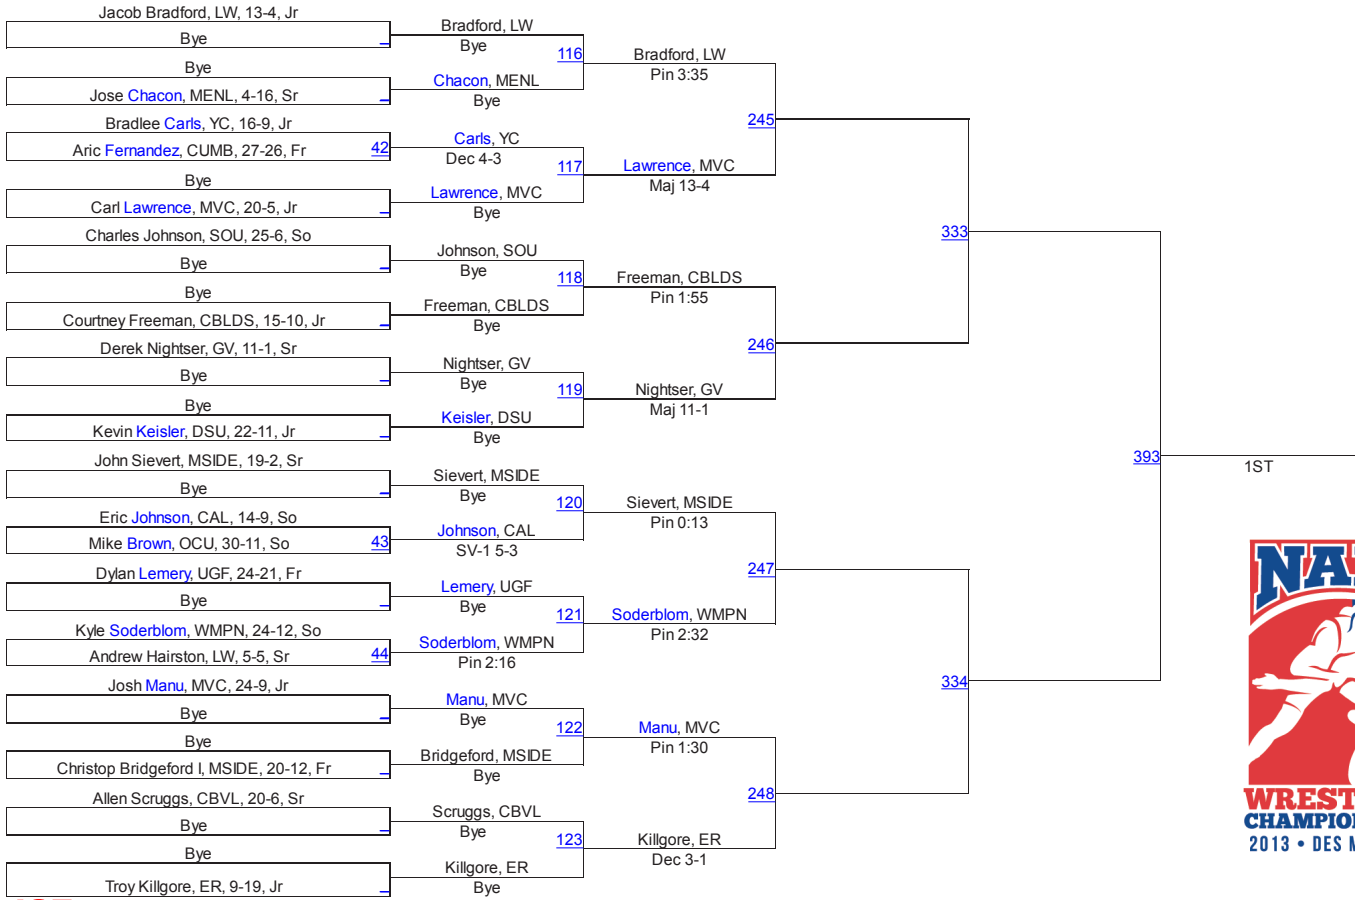 Jacob Bradford, LW, 13-4, Jr
Bye
Bye
Jose Chacon, MENL, 4-16, Sr
Bradlee Carls, YC, 16-9, Jr
Aric Fernandez, CUMB, 27-26, Fr
42
Bye
Carl Lawrence, MVC, 20-5, Jr
Charles Johnson, SOU, 25-6, So
Bye
Bye
Courtney Freeman, CBLDS, 15-10, Jr
Derek Nightser, GV, 11-1, Sr
Bye
Bye
Kevin Keisler, DSU, 22-11, Jr
John Sievert, MSIDE, 19-2, Sr
Bye
Eric Johnson, CAL, 14-9, So
Mike Brown, OCU, 30-11, So
43
Dylan Lemery, UGF, 24-21, Fr
Bye
Kyle Soderblom, WMPN, 24-12, So
Andrew Hairston, LW, 5-5, Sr
44
Josh Manu, MVC, 24-9, Jr
Bye
Bye
Christop Bridgeford I, MSIDE, 20-12, Fr
Allen Scruggs, CBVL, 20-6, Sr
Bye
Bye
Troy Killgore, ER, 9-19, Jr
Bradford, LW
Bye
116
Chacon, MENL
Bye
Carls, YC
Dec 4-3
117
Lawrence, MVC
Bye
Johnson, SOU
Bye
118
Freeman, CBLDS
Bye
Nightser, GV
Bye
119
Keisler, DSU
Bye
Sievert, MSIDE
Bye
120
Johnson, CAL
SV-1 5-3
Lemery, UGF
Bye
121
Soderblom, WMPN
Pin 2:16
Manu, MVC
Bye
122
Bridgeford, MSIDE
Bye
Scruggs, CBVL
Bye
123
Killgore, ER
Bye
Bradford, LW
Pin 3:35
245
Lawrence, MVC
Maj 13-4
Freeman, CBLDS
Pin 1:55
246
Nightser, GV
Maj 11-1
Sievert, MSIDE
Pin 0:13
247
Soderblom, WMPN
Pin 2:32
Manu, MVC
Pin 1:30
248
Killgore, ER
Dec 3-1
333
334
393
1ST
NA
WREST
CHAMPIO
2013 • DES M